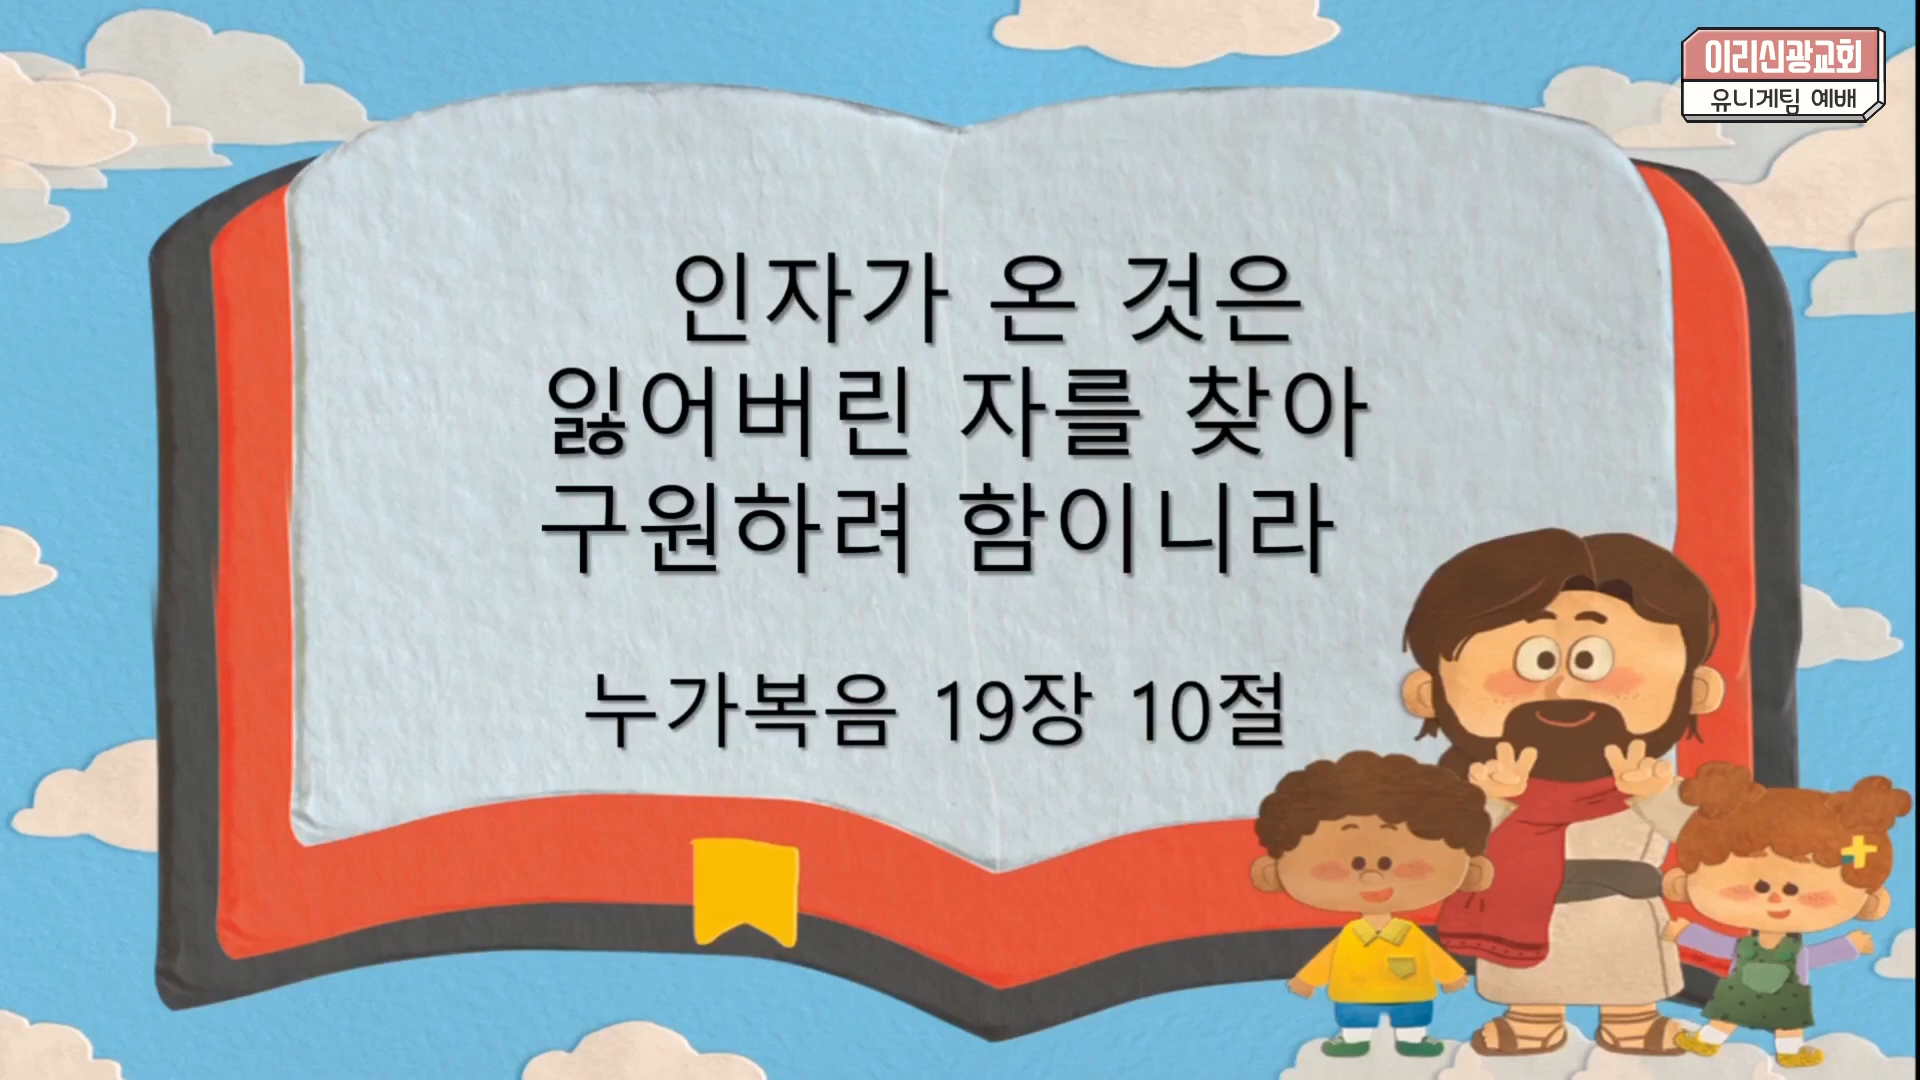 이리신광교회
유니게팀 예배
인자가 온 것은
잃어버린 자를 찾아
구원하려 함이니라
누가복음 19장 10절